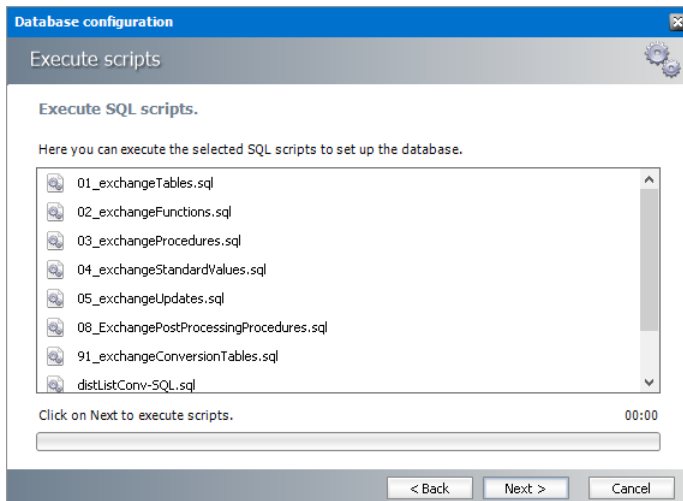 Database configuration
Execute scripts
Execute SQL scripts.
Here you can execute the selected SQL scripts to set up the database.
01_exchangeTables.sql
02_exchangeFunctions.sql
03_exchangeProcedures.sql
04_exchangeStandardValues.sql
05_exchangeUpdates.sql
08_ExchangePostProcessingProcedures.sql
91_exchangeConversionTables.sql
distListConv-SQL.sql
Click on Next to execute scripts. 00:00
< Back Next > Cancel